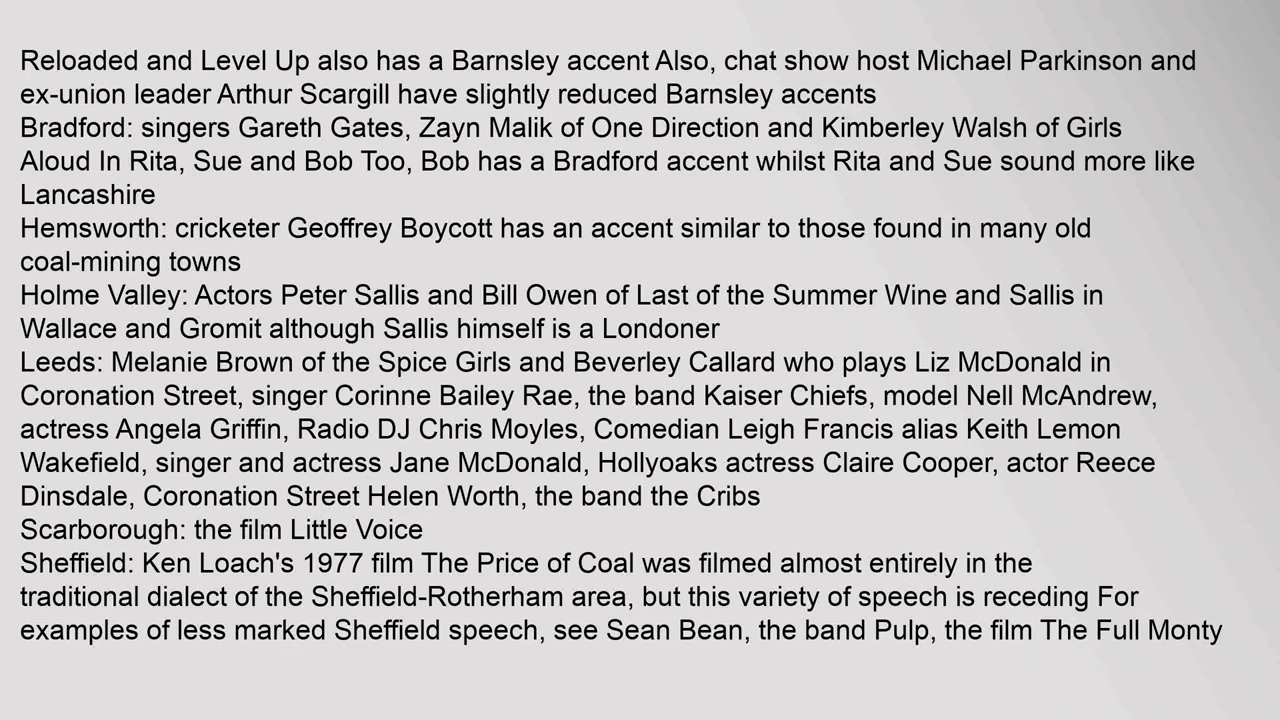 Reloaded and Level Up also has a Barnsley accent Also, chat show host Michael Parkinson and
ex-union leader Arthur Scargill have slightly reduced Barnsley accents
Bradford: singers Gareth Gates, Zayn Malik of One Direction and Kimberley Walsh of Girls
Aloud In Rita, Sue and Bob Too, Bob has a Bradford accent whilst Rita and Sue sound more like
Lancashire
Hemsworth: cricketer Geoffrey Boycott has an accent similar to those found in many old
coal-mining towns
Holme Valley: Actors Peter Sallis and Bill Owen of Last of the Summer Wine and Sallis in
Wallace and Gromit although Sallis himself is a Londoner
Leeds: Melanie Brown of the Spice Girls and Beverley Callard who plays Liz McDonald in
Coronation Street, singer Corinne Bailey Rae, the band Kaiser Chiefs, model Nell McAndrew,
actress Angela Griffin, Radio DJ Chris Moyles, Comedian Leigh Francis alias Keith Lemon
Wakefield, singer and actress Jane McDonald, Hollyoaks actress Claire Cooper, actor Reece
Dinsdale, Coronation Street Helen Worth, the band the Cribs
Scarborough: the film Little Voice
Sheffield: Ken Loach's 1977 film The Price of Coal was filmed almost entirely in the
traditional dialect of the Sheffield-Rotherham area, but this variety of speech is receding For
examples of less marked Sheffield speech, see Sean Bean, the band Pulp, the film The Full Monty